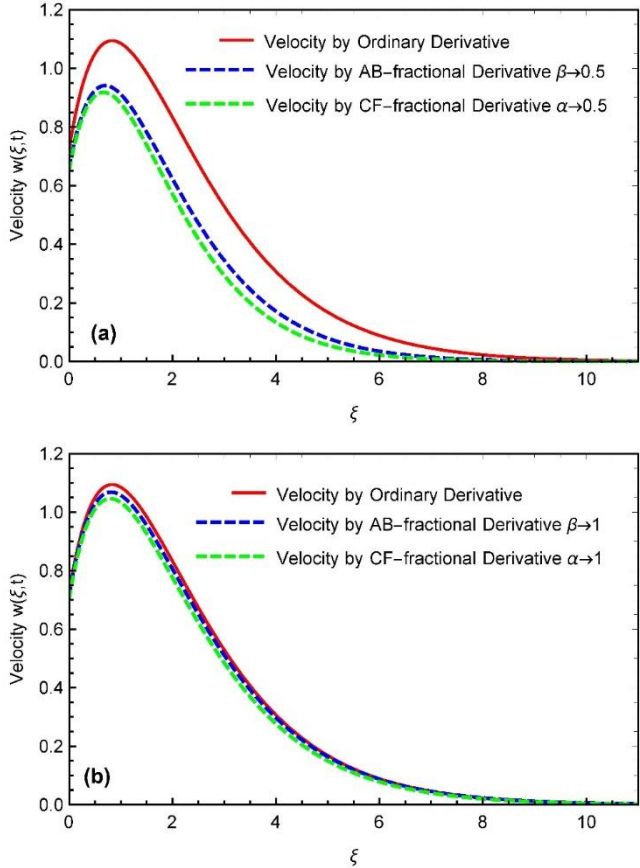 1.2
Velocity by Ordinary Derivative
1.0
Velocity by AB-fractional Derivative β→0.5
Velocity by CF-fractional Derivative α→0.5
0.8
Velocity w(ξ,t)
0.6
0.4
0.2
(a)
0.0
0 2 4 6 8 10
ξ
1.2
Velocity by Ordinary Derivative
1.0
Velocity by AB-fractional Derivative β→1
Velocity by CF-fractional Derivative α→1
0.8
Velocity w(ξ,t)
0.6
0.4
0.2
(b)
0.0
0 2 4 6 8 10
ξ